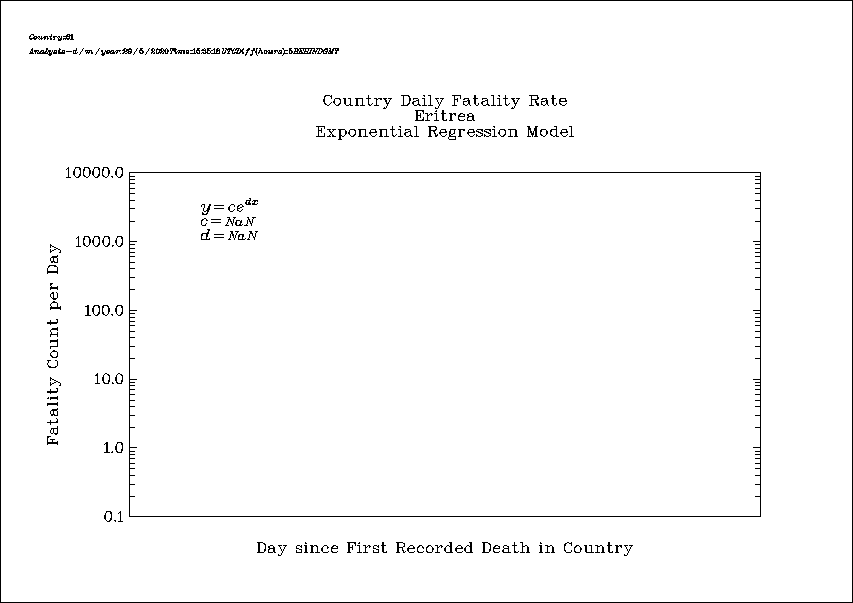 Country:61
Analysis-d/m/year:29/5/2020Time:15:35:18UTCDiff(hours):5BEHINDGMT
Country Daily Fatality Rate
Eritrea
Exponential Regression Model
10000.0
y=ce^dx
c=NaN
d=NaN
1000.0
100.0
10.0
1.0
0.1
Fatality Count per Day
Day since First Recorded Death in Country